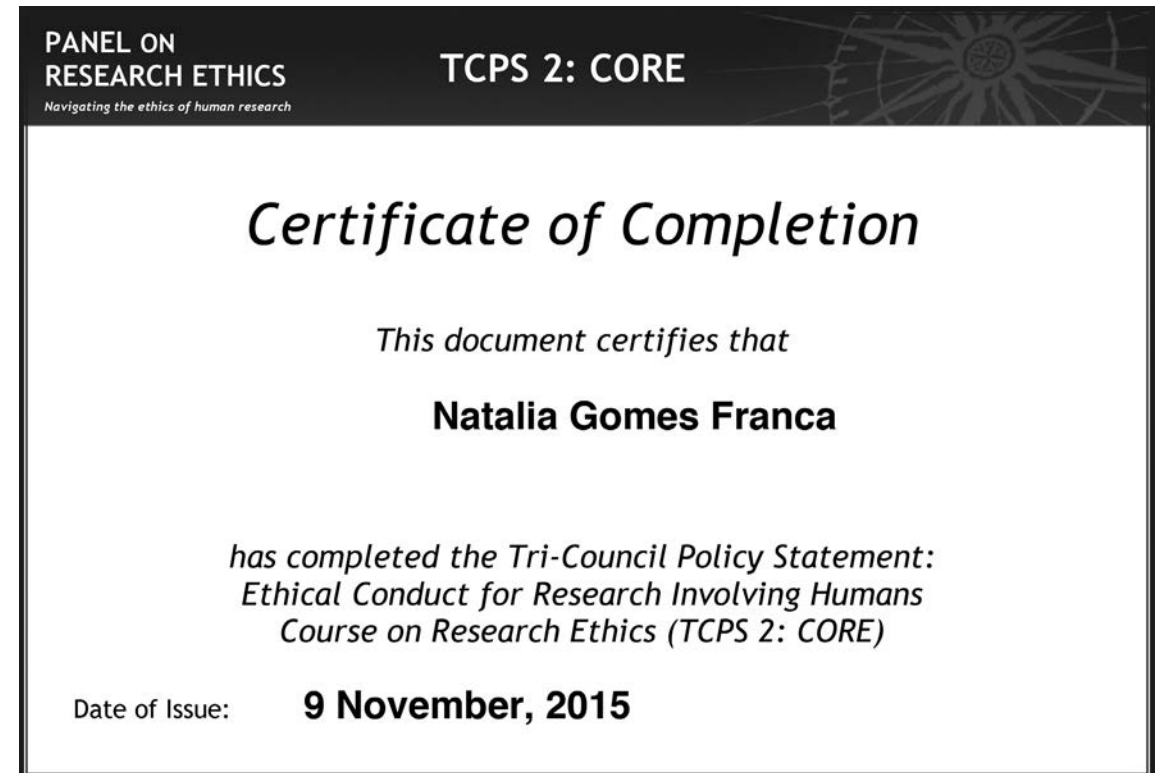 PANEL ON
RESEARCH ETHICS
Navigating the ethics of human research
TCPS 2: CORE
Certificate of Completion
This document certifies that
Natalia Gomes Franca
has completed the Tri-Council Policy Statement:
Ethical Conduct for Research Involving Humans
Course on Research Ethics (TCPS 2: CORE)
Date of Issue: 9 November, 2015